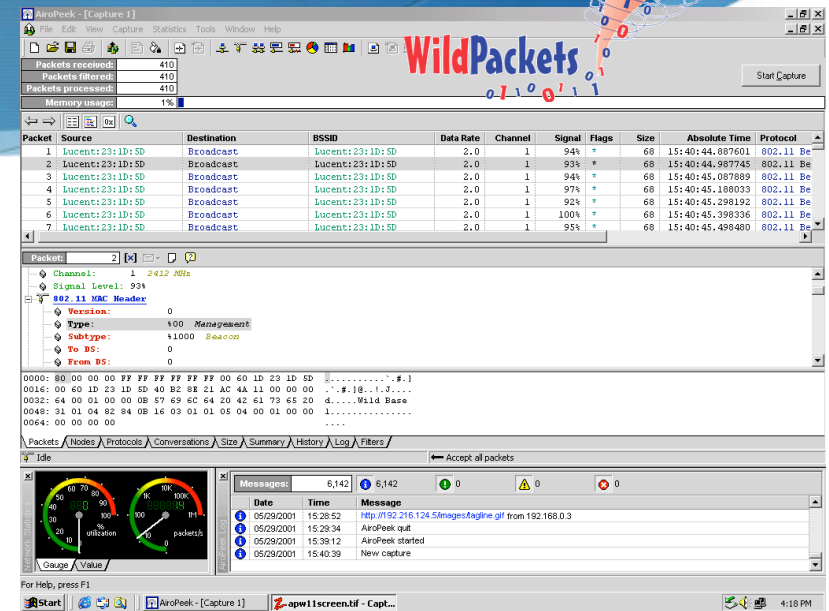 AiroPeek - [Capture 1]
File Edit View Capture Statistics Tools Window Help
WildPackets
Packets received: 410
Packets filtered: 410
Packets processed: 410
Memory usage: 1%
Start Capture
Packet Source Destination BSSID Data Rate Channel Signal Flags Size Absolute Time Protocol
1 Lucent:23:1D:5D Broadcast Lucent:23:1D:5D 2.0 1 94% * 68 15:40:44.887601 802.11 Be
2 Lucent:23:1D:5D Broadcast Lucent:23:1D:5D 2.0 1 93% * 68 15:40:44.987745 802.11 Be
3 Lucent:23:1D:5D Broadcast Lucent:23:1D:5D 2.0 1 94% * 68 15:40:45.087889 802.11 Be
4 Lucent:23:1D:5D Broadcast Lucent:23:1D:5D 2.0 1 97% * 68 15:40:45.188033 802.11 Be
5 Lucent:23:1D:5D Broadcast Lucent:23:1D:5D 2.0 1 92% * 68 15:40:45.298192 802.11 Be
6 Lucent:23:1D:5D Broadcast Lucent:23:1D:5D 2.0 1 100% * 68 15:40:45.398336 802.11 Be
7 Lucent:23:1D:5D Broadcast Lucent:23:1D:5D 2.0 1 95% * 68 15:40:45.498480 802.11 Be
Packet: 2
Channel: 1 2412 MHz
Signal Level: 93%
802.11 MAC Header
Version: 0
Type: %00 Management
Subtype: %1000 Beacon
To DS: 0
From DS: 0
0000: 80 00 00 00 FF FF FF FF FF FF 00 60 1D 23 1D 5D ...........`.#.]
0016: 00 60 1D 23 1D 5D 40 B2 8E 21 AC 4A 11 00 00 00 .`.#.]@..!.J....
0032: 64 00 01 00 00 0B 57 69 6C 64 20 42 61 73 65 20 d.....Wild Base
0048: 31 01 04 82 84 0B 16 03 01 01 05 04 00 01 00 00 1...............
0064: 00 00 00 00 ....
Packets Nodes Protocols Conversations Size Summary History Log Filters
Idle Accept all packets
Network Statistics
% utilization
packets/s
Gauge Value
Messages: 6,142 6,142 0 0 0
Date Time Message
05/29/2001 15:28:52 http://192.216.124.5/images/tagline.gif from 192.168.0.3
05/29/2001 15:29:34 AiroPeek quit
05/29/2001 15:39:12 AiroPeek started
05/29/2001 15:40:39 New capture
For Help, press F1
Start AiroPeek - [Capture 1] apw11screen.tif - Capt... 4:18 PM